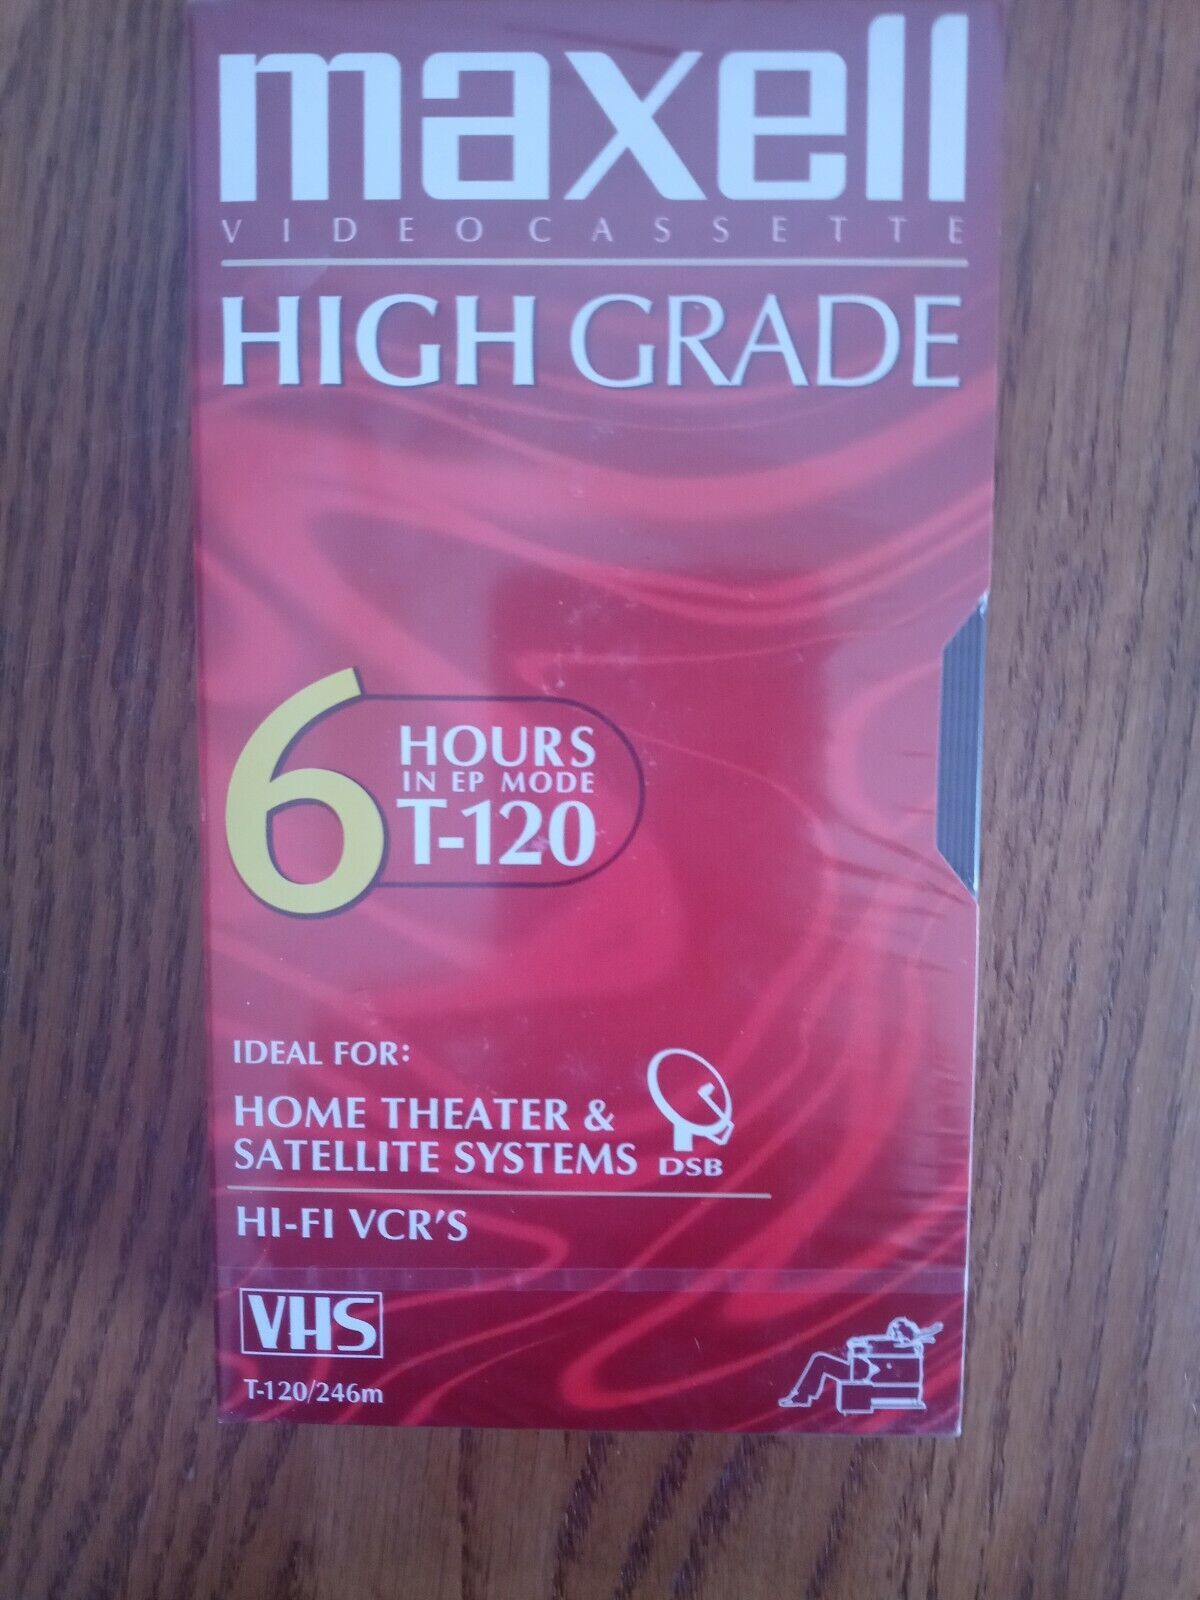 maxell
VIDEOCASSETTE
HIGH GRADE
6 HOURS
IN EP MODE
T-120
IDEAL FOR:
HOME THEATER &
SATELLITE SYSTEMS
DSB
HI-FI VCR'S
VHS
T-120/246m